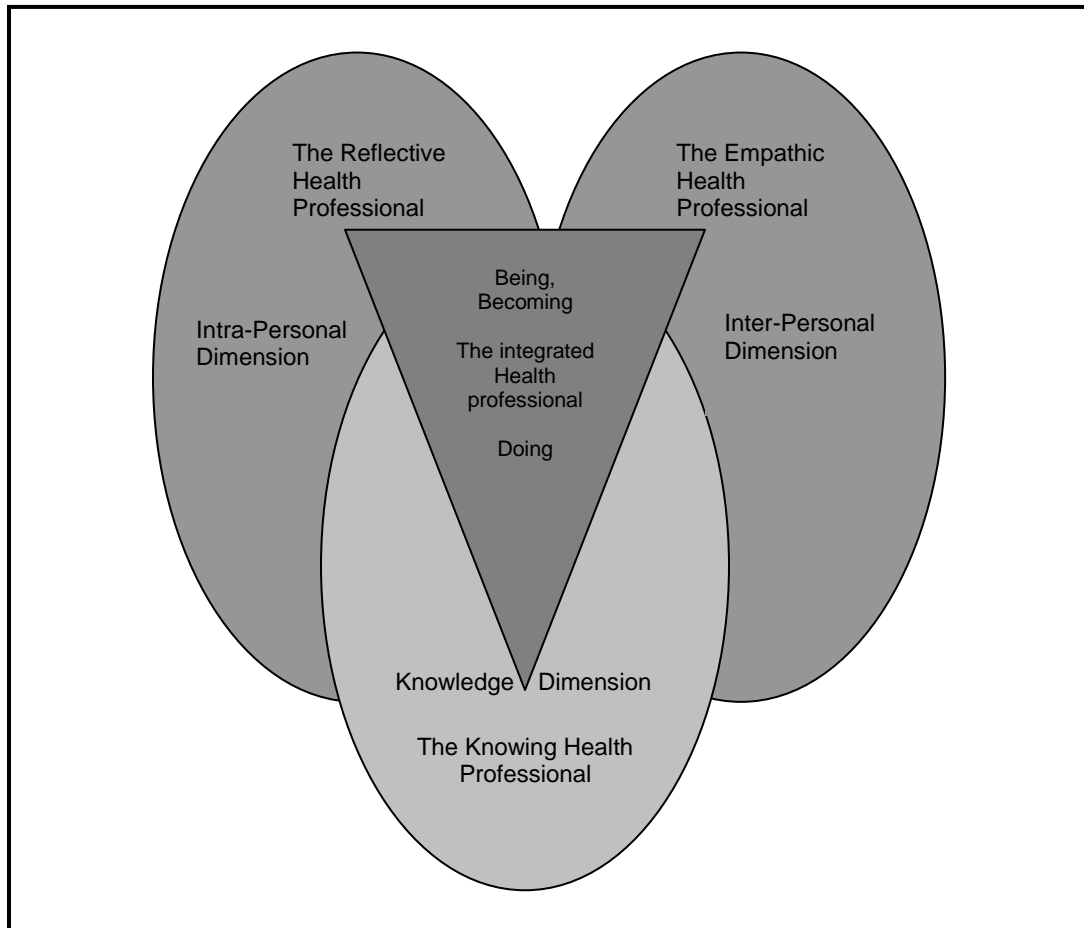 The Reflective
Health
Professional
The Empathic
Health
Professional
Being,
Becoming
The integrated
Health
professional
Doing
Intra-Personal
Dimension
Inter-Personal
Dimension
Knowledge Dimension
The Knowing Health
Professional